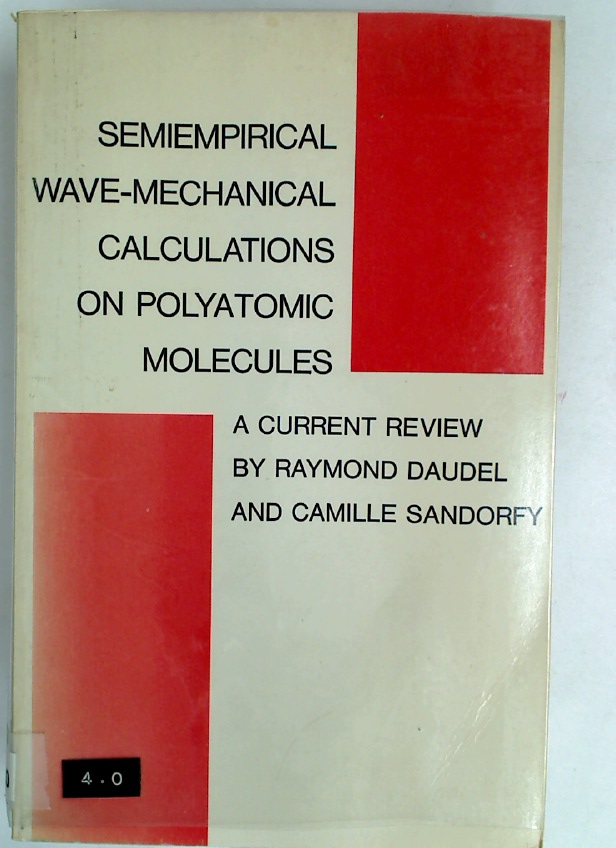 SEMIEMPIRICAL
WAVE-MECHANICAL
CALCULATIONS
ON POLYATOMIC
MOLECULES
A CURRENT REVIEW
BY RAYMOND DAUDEL
AND CAMILLE SANDORFY
4.0